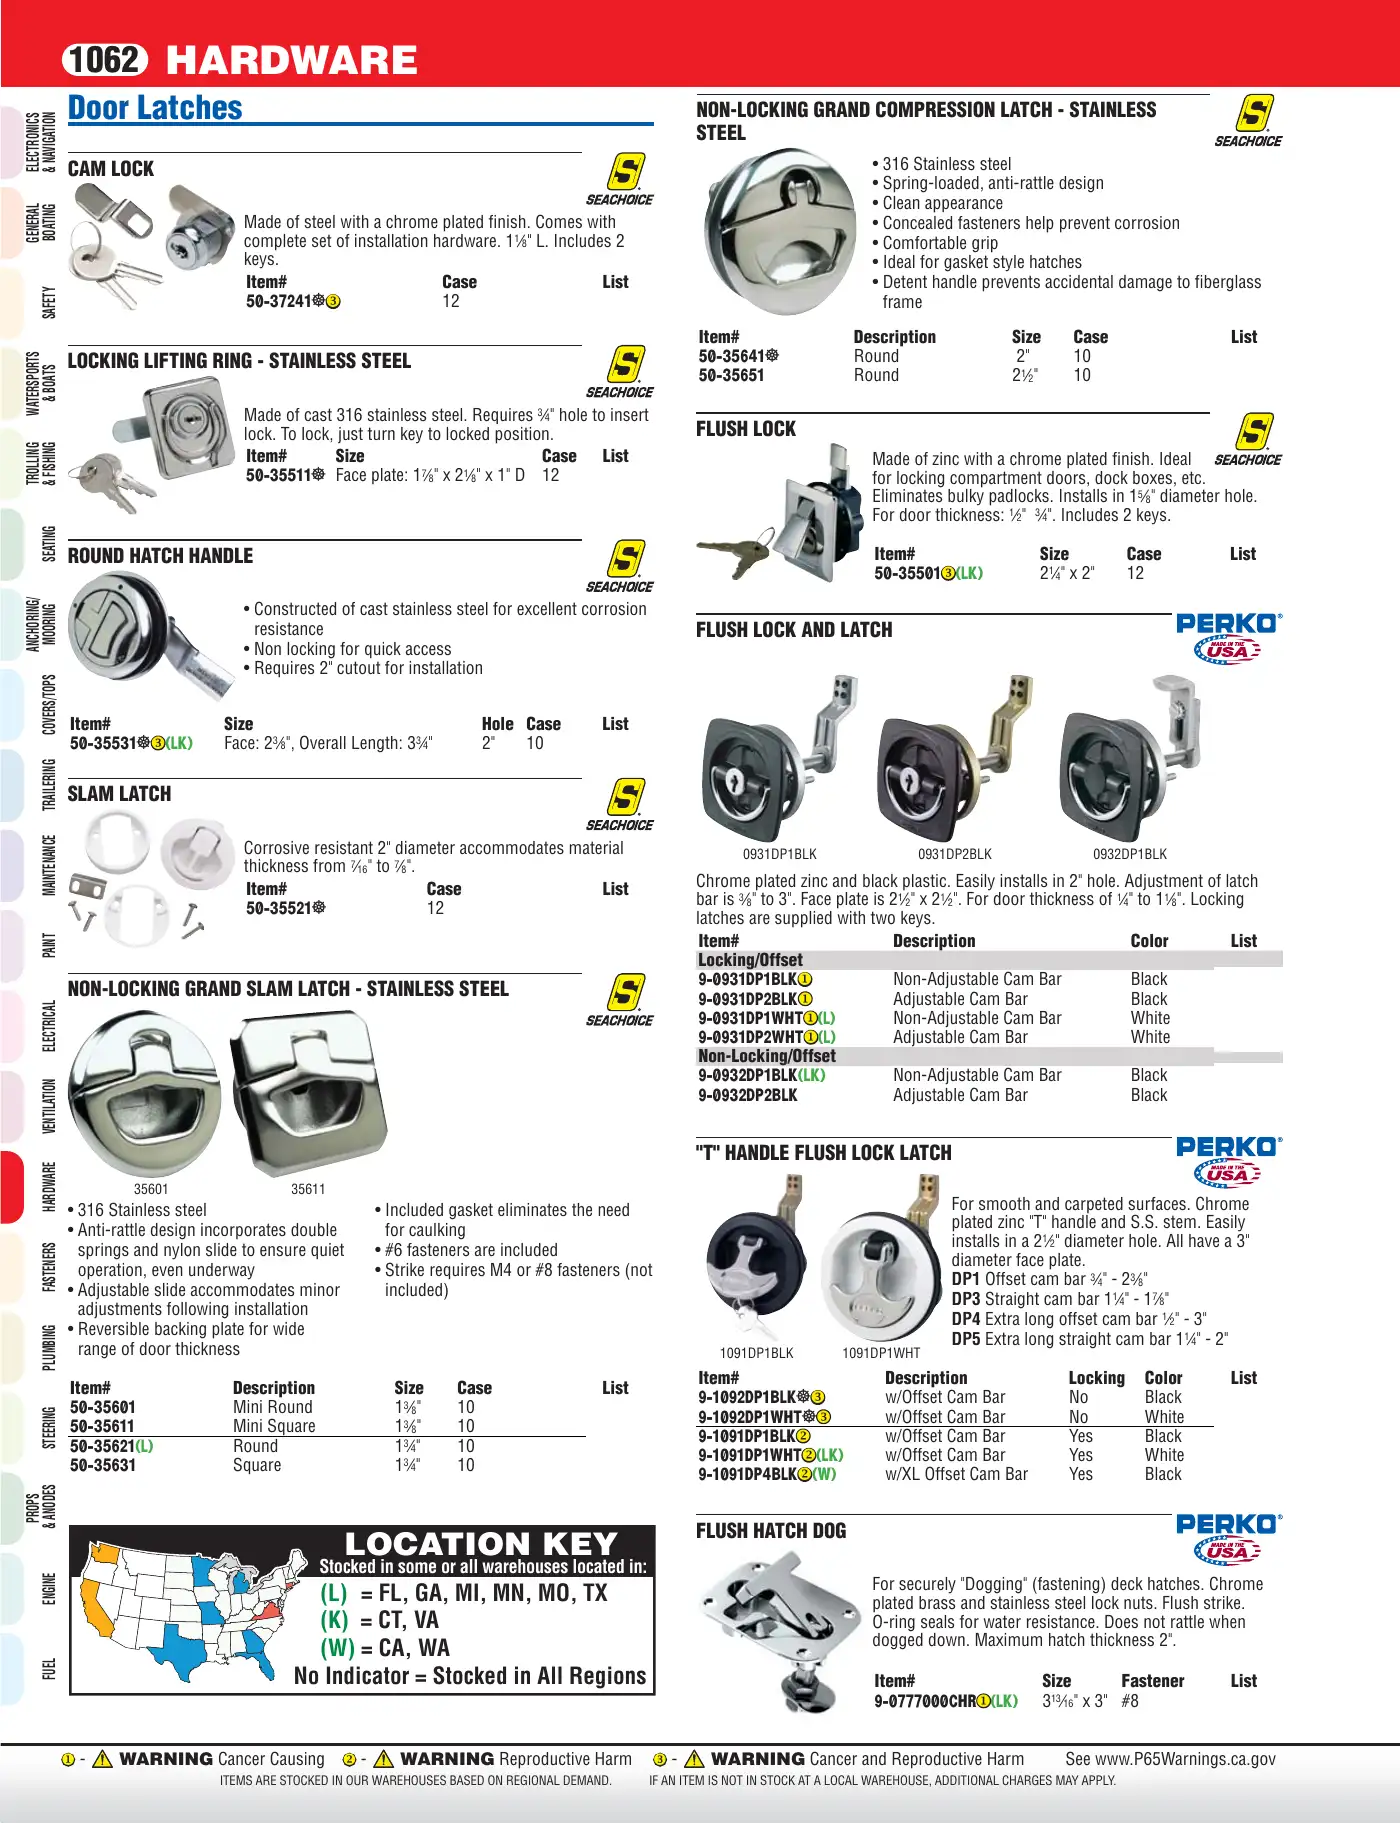 1062 HARDWARE
ELECTRONICS
& NAVIGATION
GENERAL
BOATING
SAFETY
WATERSPORTS
& BOATS
TROLLING
& FISHING
SEATING
ANCHORING/
MOORING
COVERS/TOPS
TRAILERING
MAINTENANCE
PAINT
ELECTRICAL
VENTILATION
HARDWARE
FASTENERS
PLUMBING
STEERING
PROPS
& ANODES
ENGINE
FUEL
Door Latches
CAM LOCK
SEACHOICE
Made of steel with a chrome plated finish. Comes with
complete set of installation hardware. 1⅛" L. Includes 2
keys.
Item# Case List
50-37241☸③ 12
LOCKING LIFTING RING - STAINLESS STEEL
SEACHOICE
Made of cast 316 stainless steel. Requires ¾" hole to insert
lock. To lock, just turn key to locked position.
Item# Size Case List
50-35511☸ Face plate: 1⅞" x 2⅛" x 1" D 12
ROUND HATCH HANDLE
SEACHOICE
• Constructed of cast stainless steel for excellent corrosion
resistance
• Non locking for quick access
• Requires 2" cutout for installation
Item# Size Hole Case List
50-35531☸③(LK) Face: 2⅜", Overall Length: 3¾" 2" 10
SLAM LATCH
SEACHOICE
Corrosive resistant 2" diameter accommodates material
thickness from 7⁄16" to ⅞".
Item# Case List
50-35521☸ 12
NON-LOCKING GRAND SLAM LATCH - STAINLESS STEEL
SEACHOICE
35601 35611
• 316 Stainless steel
• Anti-rattle design incorporates double
springs and nylon slide to ensure quiet
operation, even underway
• Adjustable slide accommodates minor
adjustments following installation
• Reversible backing plate for wide
range of door thickness
• Included gasket eliminates the need
for caulking
• #6 fasteners are included
• Strike requires M4 or #8 fasteners (not
included)
Item# Description Size Case List
50-35601 Mini Round 1⅜" 10
50-35611 Mini Square 1⅜" 10
50-35621(L) Round 1¾" 10
50-35631 Square 1¾" 10
LOCATION KEY
Stocked in some or all warehouses located in:
(L) = FL, GA, MI, MN, MO, TX
(K) = CT, VA
(W) = CA, WA
No Indicator = Stocked in All Regions
NON-LOCKING GRAND COMPRESSION LATCH - STAINLESS
STEEL
SEACHOICE
• 316 Stainless steel
• Spring-loaded, anti-rattle design
• Clean appearance
• Concealed fasteners help prevent corrosion
• Comfortable grip
• Ideal for gasket style hatches
• Detent handle prevents accidental damage to fiberglass
frame
Item# Description Size Case List
50-35641☸ Round 2" 10
50-35651 Round 2½" 10
FLUSH LOCK
SEACHOICE
Made of zinc with a chrome plated finish. Ideal
for locking compartment doors, dock boxes, etc.
Eliminates bulky padlocks. Installs in 1⅝" diameter hole.
For door thickness: ½" ¾". Includes 2 keys.
Item# Size Case List
50-35501③(LK) 2¼" x 2" 12
FLUSH LOCK AND LATCH
PERKO®
MADE IN THE
USA
0931DP1BLK 0931DP2BLK 0932DP1BLK
Chrome plated zinc and black plastic. Easily installs in 2" hole. Adjustment of latch
bar is ⅜" to 3". Face plate is 2½" x 2½". For door thickness of ¼" to 1⅛". Locking
latches are supplied with two keys.
Item# Description Color List
Locking/Offset
9-0931DP1BLK① Non-Adjustable Cam Bar Black
9-0931DP2BLK① Adjustable Cam Bar Black
9-0931DP1WHT①(L) Non-Adjustable Cam Bar White
9-0931DP2WHT①(L) Adjustable Cam Bar White
Non-Locking/Offset
9-0932DP1BLK(LK) Non-Adjustable Cam Bar Black
9-0932DP2BLK Adjustable Cam Bar Black
"T" HANDLE FLUSH LOCK LATCH
PERKO®
MADE IN THE
USA
1091DP1BLK 1091DP1WHT
For smooth and carpeted surfaces. Chrome
plated zinc "T" handle and S.S. stem. Easily
installs in a 2½" diameter hole. All have a 3"
diameter face plate.
DP1 Offset cam bar ¾" - 2⅜"
DP3 Straight cam bar 1¼" - 1⅞"
DP4 Extra long offset cam bar ½" - 3"
DP5 Extra long straight cam bar 1¼" - 2"
Item# Description Locking Color List
9-1092DP1BLK☸③ w/Offset Cam Bar No Black
9-1092DP1WHT☸③ w/Offset Cam Bar No White
9-1091DP1BLK② w/Offset Cam Bar Yes Black
9-1091DP1WHT②(LK) w/Offset Cam Bar Yes White
9-1091DP4BLK②(W) w/XL Offset Cam Bar Yes Black
FLUSH HATCH DOG
PERKO®
MADE IN THE
USA
For securely "Dogging" (fastening) deck hatches. Chrome
plated brass and stainless steel lock nuts. Flush strike.
O-ring seals for water resistance. Does not rattle when
dogged down. Maximum hatch thickness 2".
Item# Size Fastener List
9-0777000CHR①(LK) 3 13⁄16" x 3" #8
① - ⚠ WARNING Cancer Causing ② - ⚠ WARNING Reproductive Harm ③ - ⚠ WARNING Cancer and Reproductive Harm See www.P65Warnings.ca.gov
ITEMS ARE STOCKED IN OUR WAREHOUSES BASED ON REGIONAL DEMAND. IF AN ITEM IS NOT IN STOCK AT A LOCAL WAREHOUSE, ADDITIONAL CHARGES MAY APPLY.